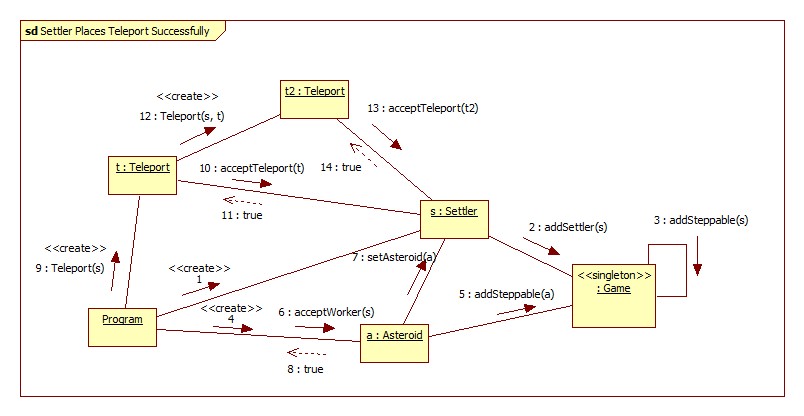 sd Settler Places Teleport Successfully
<<create>>
12 : Teleport(s, t)
t2 : Teleport
13 : acceptTeleport(t2)
14 : true
t : Teleport
10 : acceptTeleport(t)
11 : true
s : Settler
2 : addSettler(s)
3 : addSteppable(s)
<<create>>
9 : Teleport(s)
<<create>>
1
7 : setAsteroid(a)
<<singleton>>
: Game
Program
<<create>>
4
6 : acceptWorker(s)
5 : addSteppable(a)
a : Asteroid
8 : true